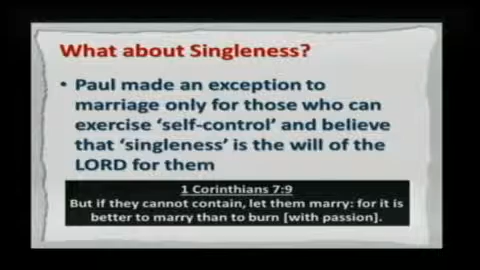 What about Singleness?
• Paul made an exception to
marriage only for those who can
exercise ‘self-control’ and believe
that ‘singleness’ is the will of the
LORD for them
1 Corinthians 7:9
But if they cannot contain, let them marry: for it is
better to marry than to burn [with passion].